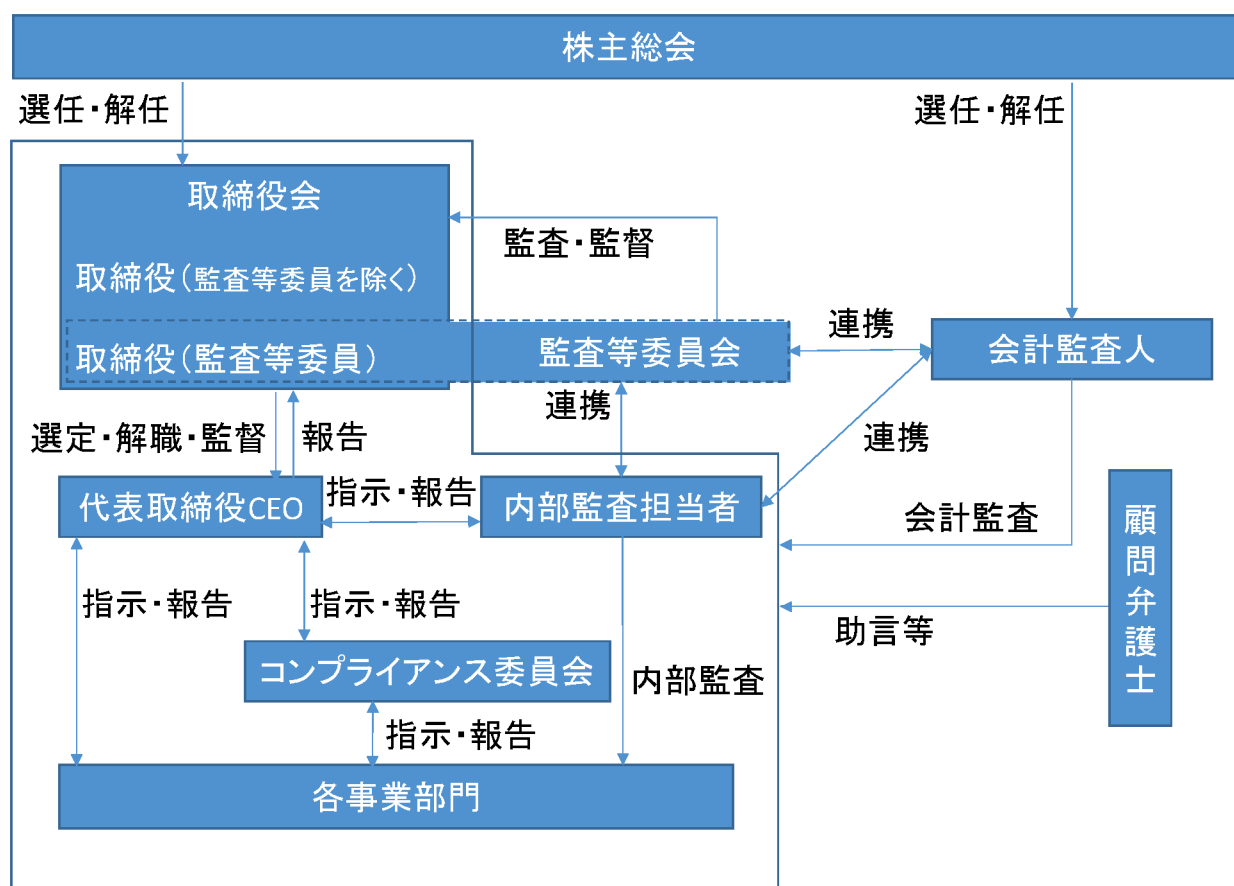 株主総会
選任・解任
選任・解任
取締役会
監査・監督
取締役(監査等委員を除く)
連携
取締役(監査等委員)
監査等委員会
会計監査人
連携
選定・解職・監督
報告
連携
指示・報告
代表取締役CEO
内部監査担当者
会計監査
顧問弁護士
指示・報告
指示・報告
助言等
コンプライアンス委員会
内部監査
指示・報告
各事業部門